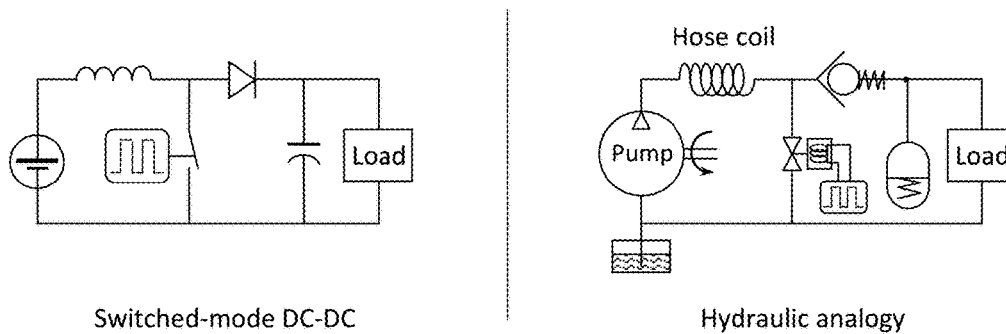 Hose coil
Load
Pump
Load
Switched-mode DC-DC
Hydraulic analogy